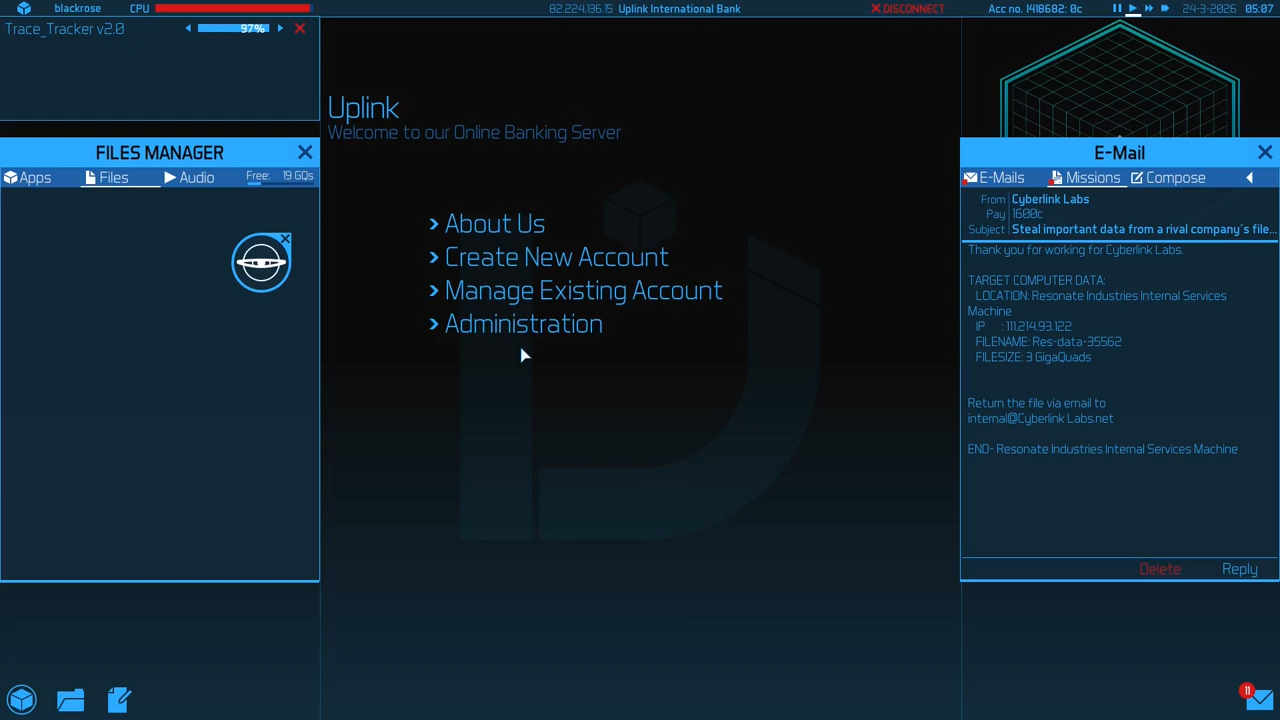 blackrose
CPU
82.224.136.15 Uplink International Bank
DISCONNECT
Acc no. 1418682: 0c
24-3-2026 05:07
Trace_Tracker v2.0
97%
FILES MANAGER
Apps
Files
Audio
Free: 19 GQs
Uplink
Welcome to our Online Banking Server
> About Us
> Create New Account
> Manage Existing Account
> Administration
E-Mail
E-Mails
Missions
Compose
From Cyberlink Labs
Pay 1600c
Subject Steal important data from a rival company's file...
Thank you for working for Cyberlink Labs.
TARGET COMPUTER DATA:
LOCATION: Resonate Industries Internal Services
Machine
IP : 111.214.93.122
FILENAME: Res-data-35562
FILESIZE: 3 GigaQuads
Return the file via email to
internal@Cyberlink Labs.net
END- Resonate Industries Internal Services Machine
Delete
Reply
11